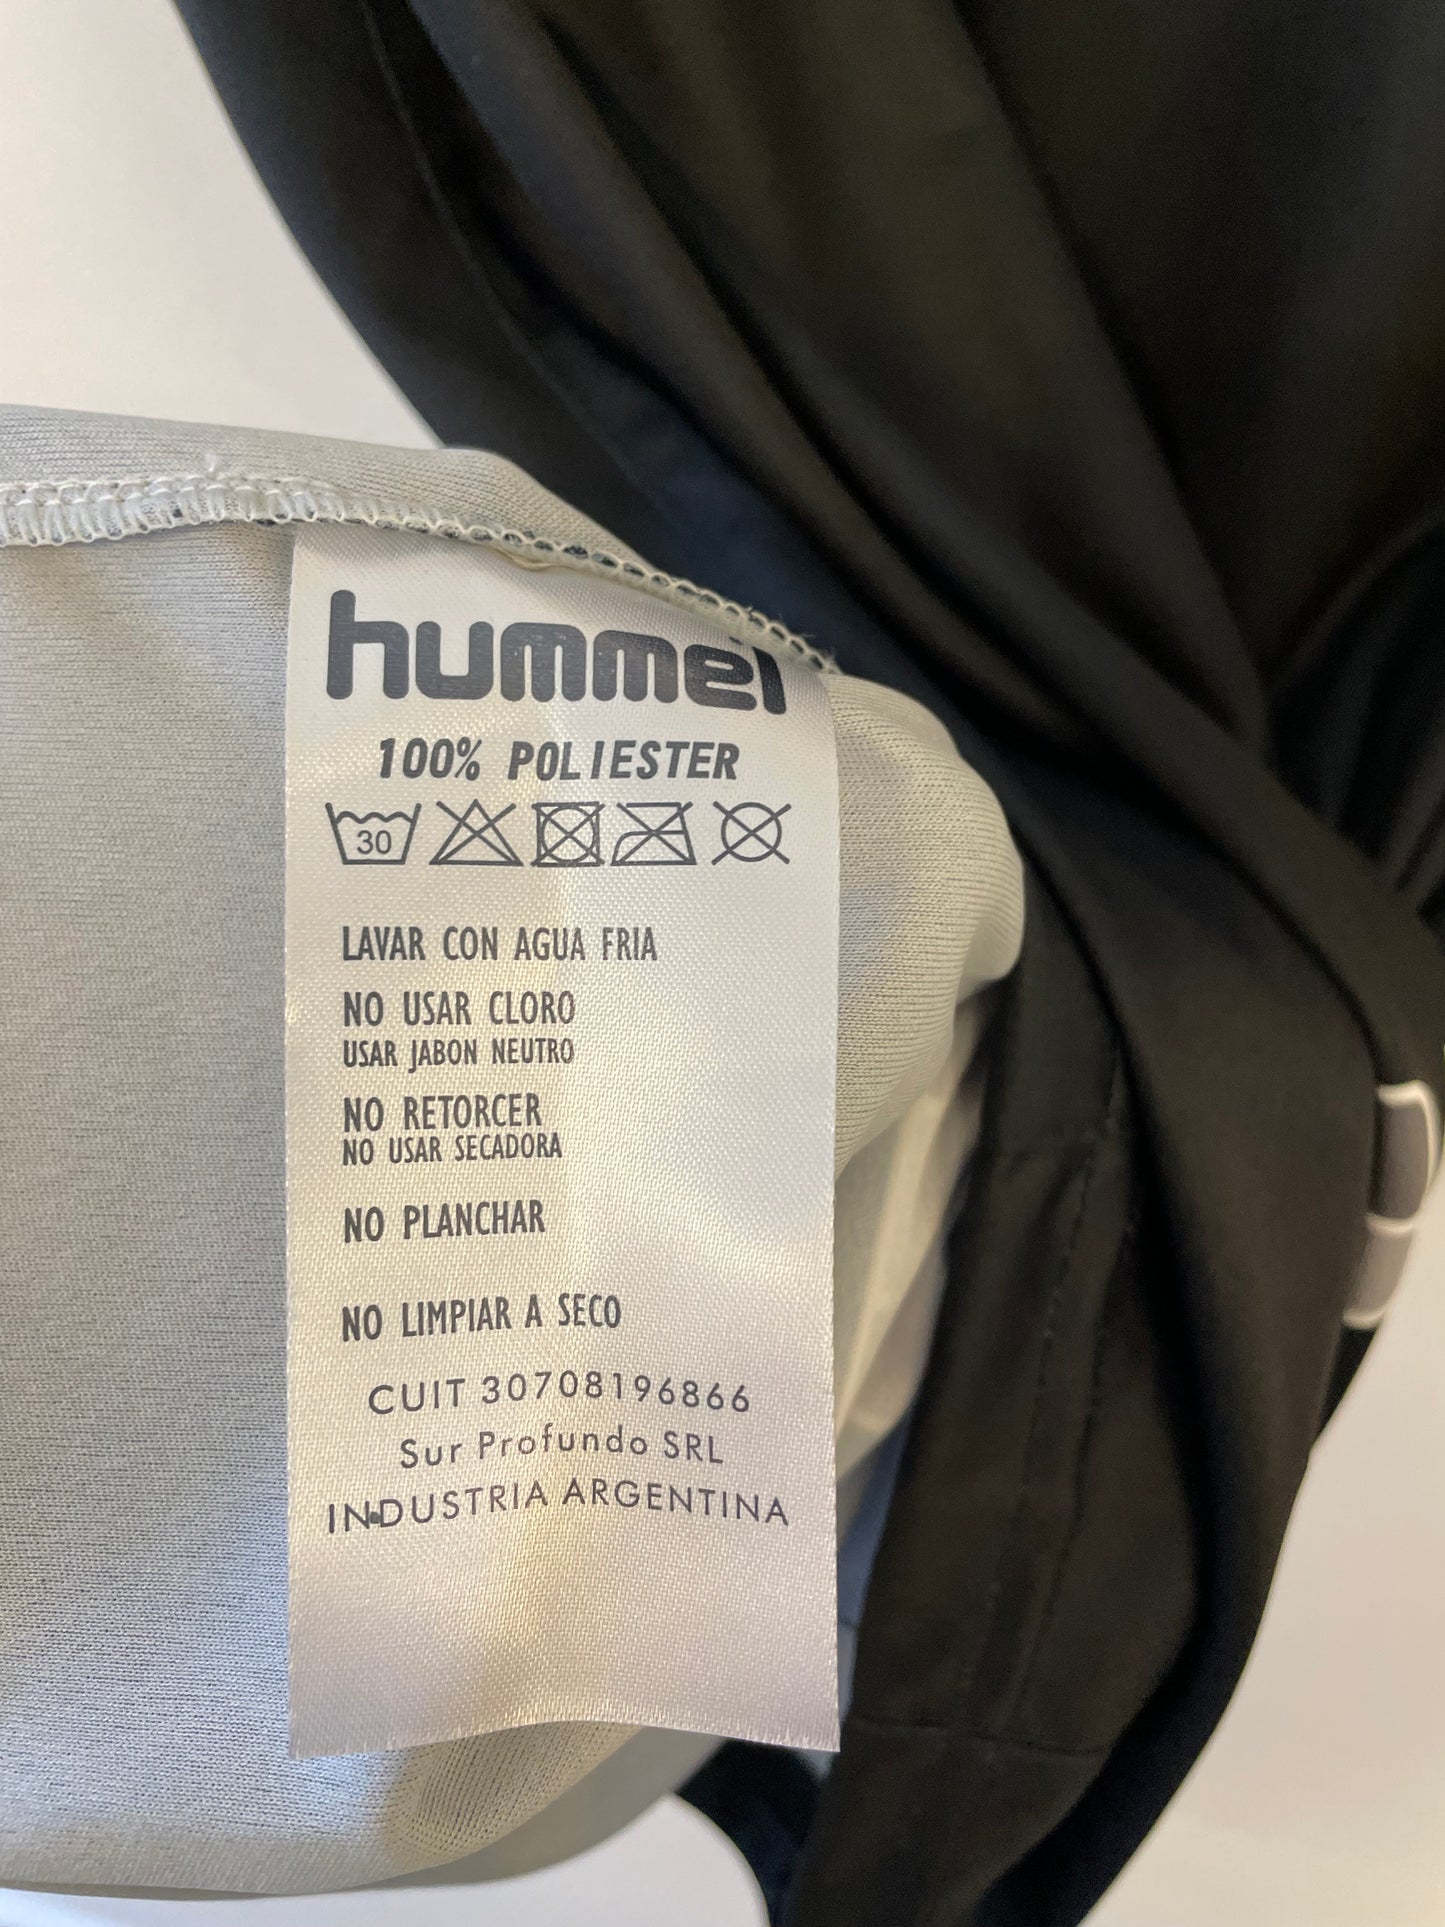 hummel
100% POLIESTER
30
LAVAR CON AGUA FRIA
NO USAR CLORO
USAR JABON NEUTRO
NO RETORCER
NO USAR SECADORA
NO PLANCHAR
NO LIMPIAR A SECO
CUIT 30708196866
Sur Profundo SRL
INDUSTRIA ARGENTINA